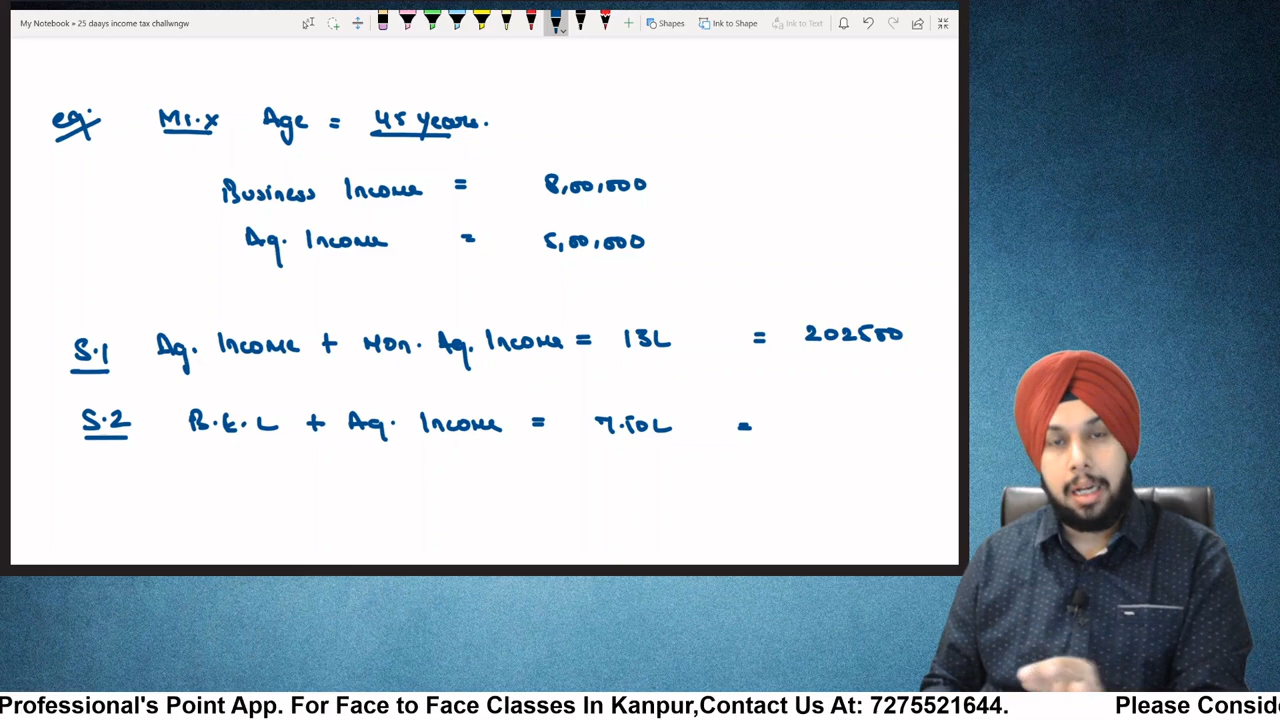 My Notebook » 25 daays income tax challwngw
Shapes
Ink to Shape
Ink to Text
eg:
Mr. X Age = 45 years.
Business Income = 8,00,000
Ag. Income = 5,00,000
S.1 Ag. Income + Non. Ag. Income = 13L = 202500
S.2 B.E.L + Ag. Income = 7.50L =
Professional's Point App. For Face to Face Classes In Kanpur,Contact Us At: 7275521644. Please Conside